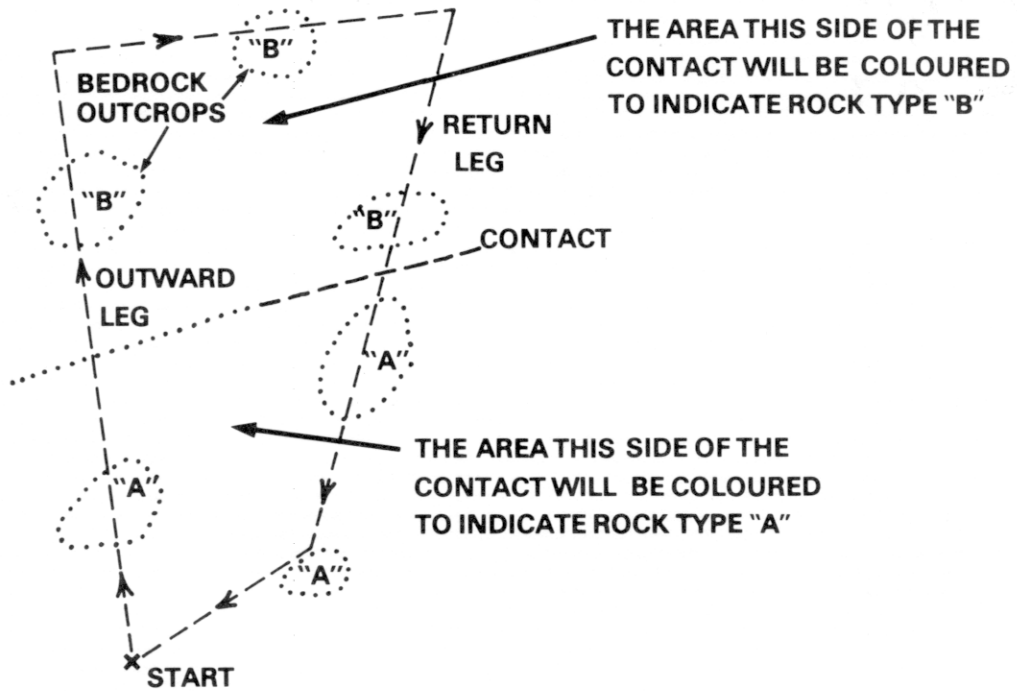 "B"
THE AREA THIS SIDE OF THE
CONTACT WILL BE COLOURED
TO INDICATE ROCK TYPE "B"
BEDROCK
OUTCROPS
RETURN
LEG
"B"
"B"
CONTACT
OUTWARD
LEG
"A"
THE AREA THIS SIDE OF THE
CONTACT WILL BE COLOURED
TO INDICATE ROCK TYPE "A"
"A"
"A"
START